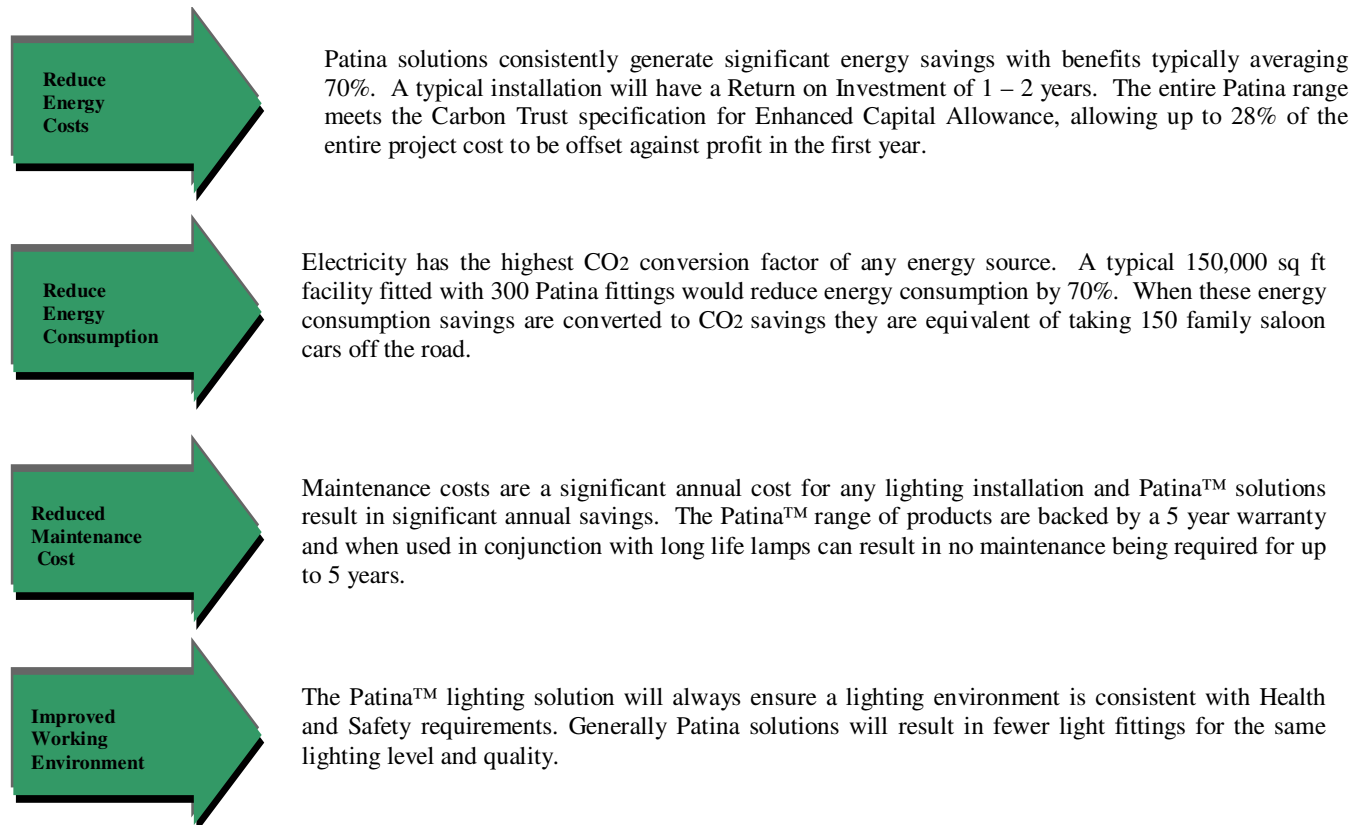 Reduce
Energy
Costs
Patina solutions consistently generate significant energy savings with benefits typically averaging
70%. A typical installation will have a Return on Investment of 1 – 2 years. The entire Patina range
meets the Carbon Trust specification for Enhanced Capital Allowance, allowing up to 28% of the
entire project cost to be offset against profit in the first year.
Reduce
Energy
Consumption
Electricity has the highest CO2 conversion factor of any energy source. A typical 150,000 sq ft
facility fitted with 300 Patina fittings would reduce energy consumption by 70%. When these energy
consumption savings are converted to CO2 savings they are equivalent of taking 150 family saloon
cars off the road.
Reduced
Maintenance
Cost
Maintenance costs are a significant annual cost for any lighting installation and Patina™ solutions
result in significant annual savings. The Patina™ range of products are backed by a 5 year warranty
and when used in conjunction with long life lamps can result in no maintenance being required for up
to 5 years.
Improved
Working
Environment
The Patina™ lighting solution will always ensure a lighting environment is consistent with Health
and Safety requirements. Generally Patina solutions will result in fewer light fittings for the same
lighting level and quality.